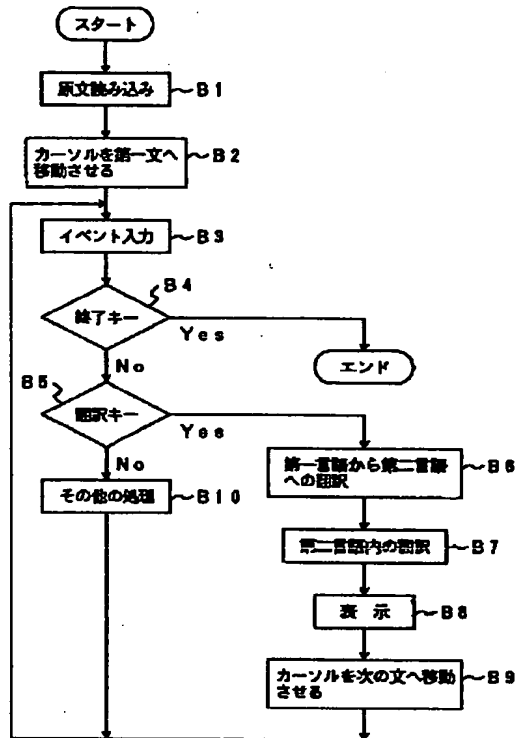 スタート
原文読み込み
B1
カーソルを第一文へ
移動させる
B2
イベント入力
B3
B4
終了キー
Yes
No
エンド
B5
翻訳キー
Yes
No
第一言語から第二言語
への翻訳
B6
その他の処理
B10
第二言語内の翻訳
B7
表 示
B8
カーソルを次の文へ移動
させる
B9